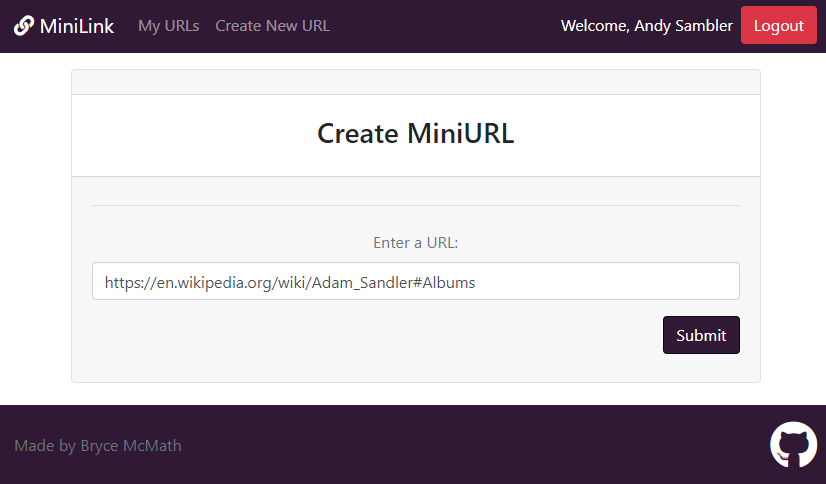 MiniLink My URLs Create New URL Welcome, Andy Sambler Logout
Create MiniURL
Enter a URL:
https://en.wikipedia.org/wiki/Adam_Sandler#Albums
Submit
Made by Bryce McMath